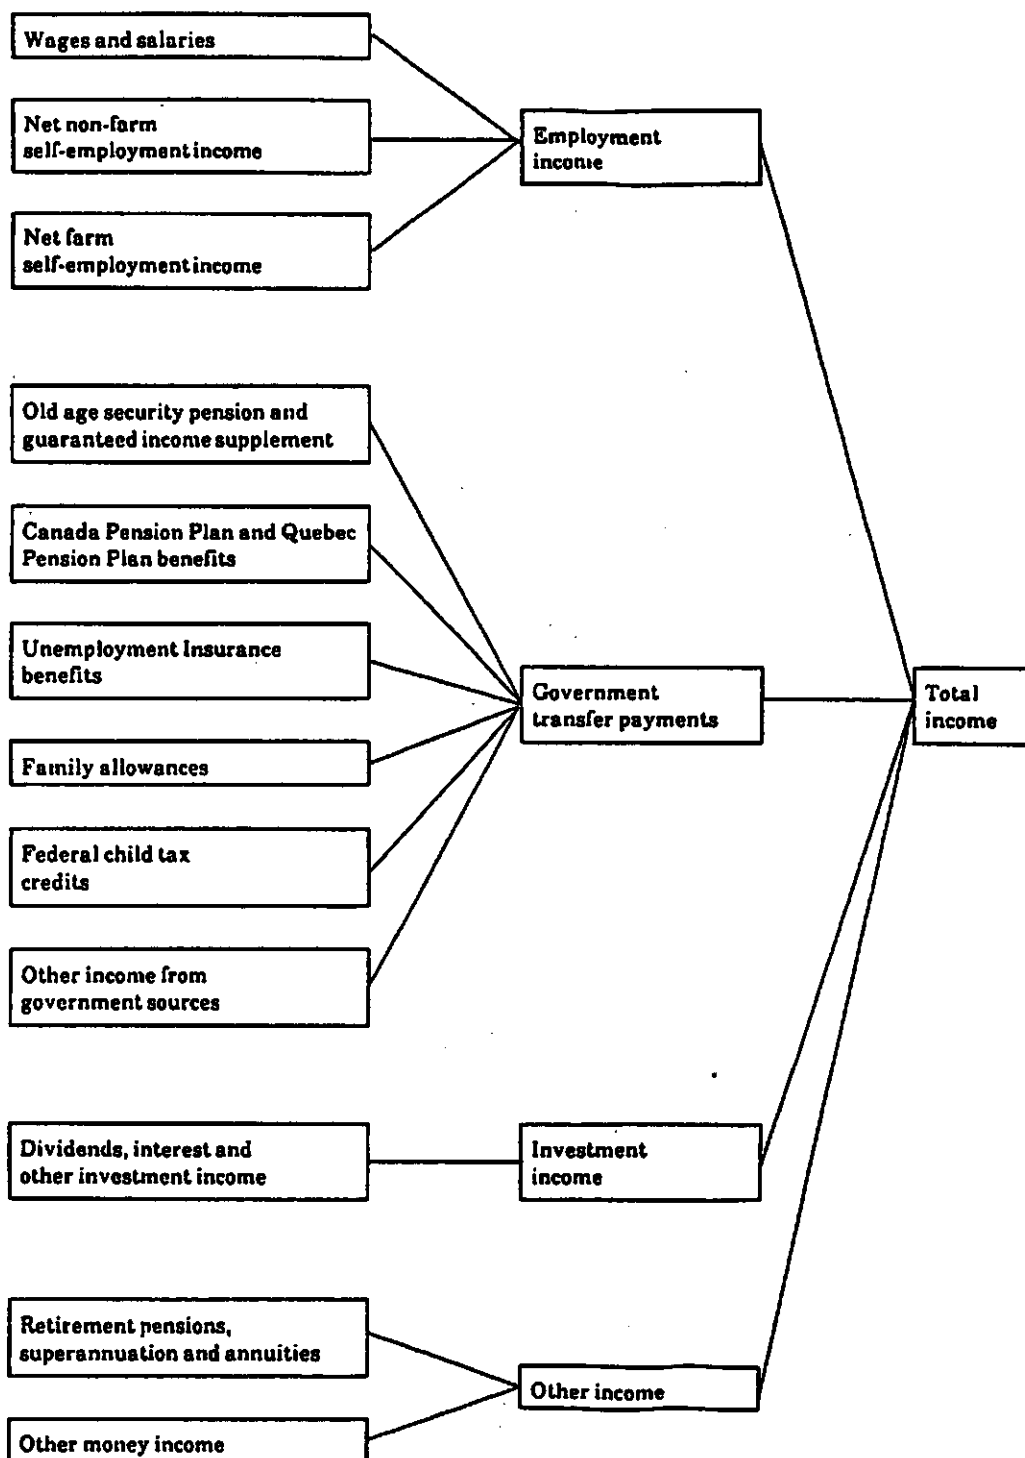 Wages and salaries
Net non-farm
self-employment income
Employment
income
Net farm
self-employment income
Old age security pension and
guaranteed income supplement
Canada Pension Plan and Quebec
Pension Plan benefits
Unemployment Insurance
benefits
Government
transfer payments
Total
income
Family allowances
Federal child tax
credits
Other income from
government sources
Dividends, interest and
other investment income
Investment
income
Retirement pensions,
superannuation and annuities
Other income
Other money income